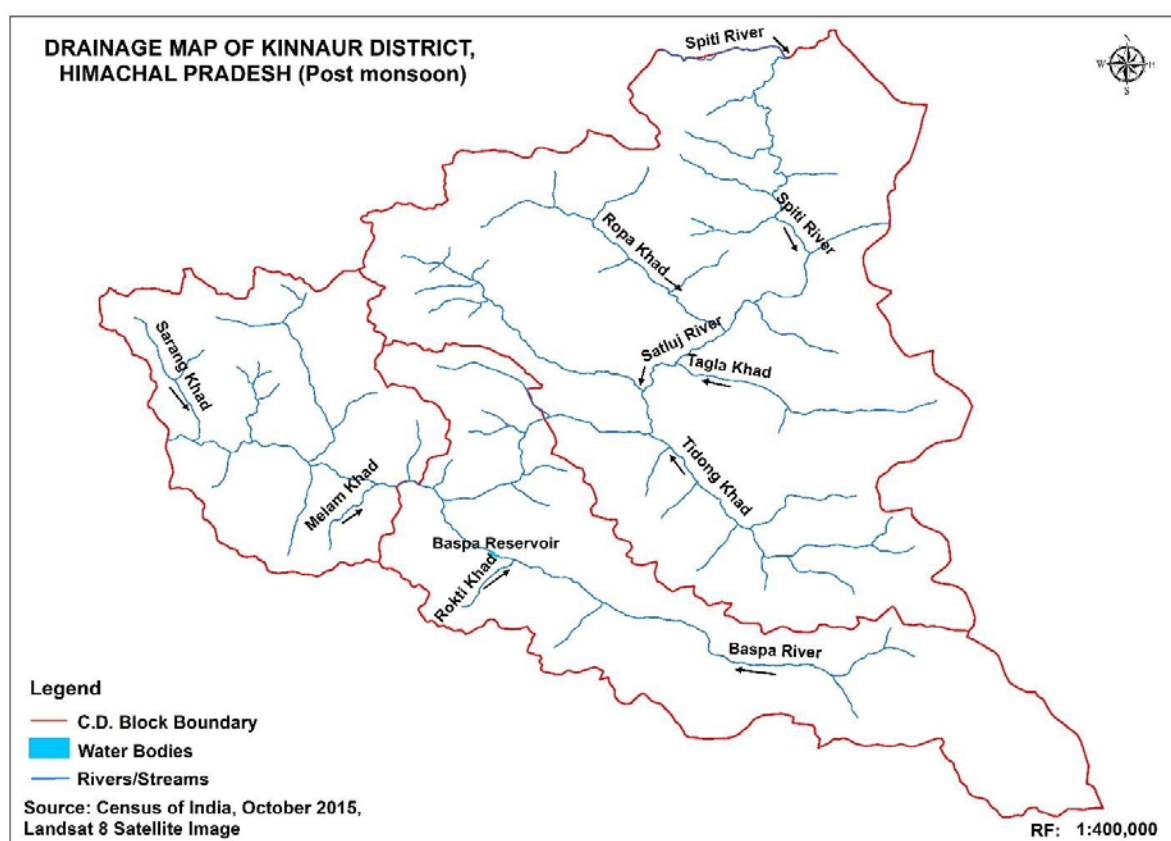 DRAINAGE MAP OF KINNAUR DISTRICT,
HIMACHAL PRADESH (Post monsoon)
Spiti River
N
W
E
S
Spiti River
Ropa Khad
Satluj River
Tagla Khad
Sarang Khad
Tidong Khad
Melam Khad
Baspa Reservoir
Rokti Khad
Baspa River
Legend
C.D. Block Boundary
Water Bodies
Rivers/Streams
Source: Census of India, October 2015,
Landsat 8 Satellite Image
RF: 1:400,000